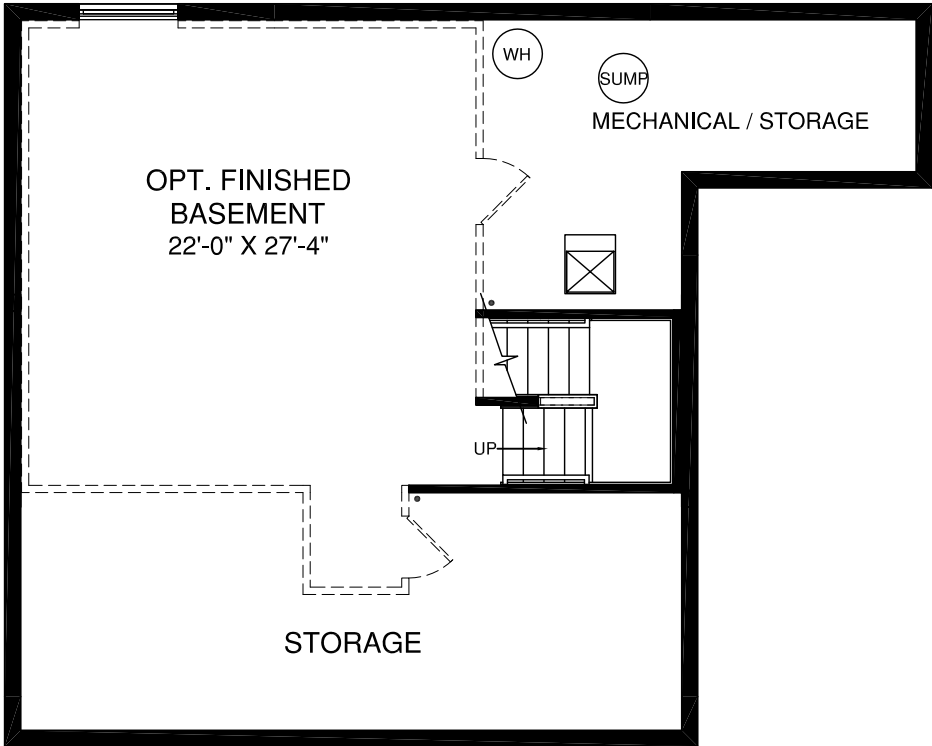 WH
SUMP
MECHANICAL / STORAGE
OPT. FINISHED
BASEMENT
22'-0" X 27'-4"
UP
STORAGE